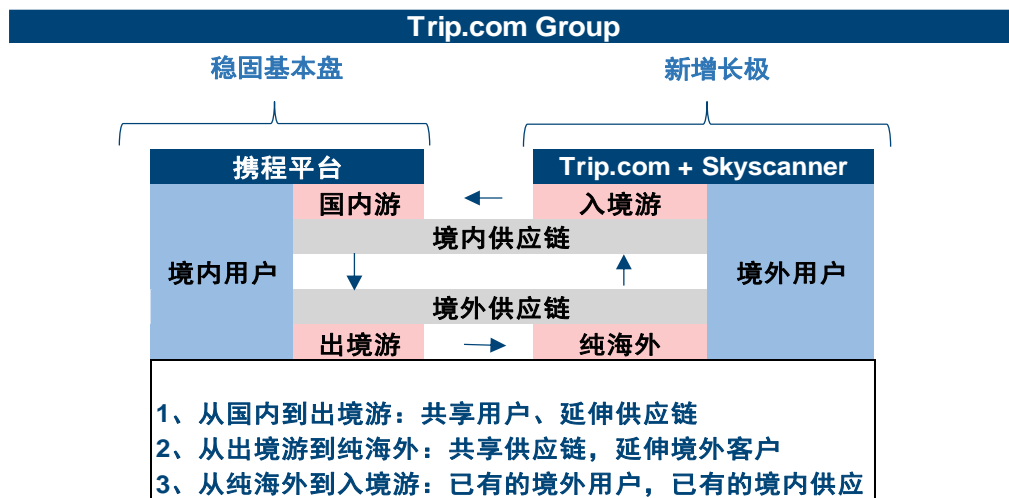 Trip.com Group
稳固基本盘
新增长极
携程平台
Trip.com + Skyscanner
国内游
入境游
境内供应链
境内用户
境外用户
境外供应链
出境游
纯海外
1、从国内到出境游：共享用户、延伸供应链
2、从出境游到纯海外：共享供应链，延伸境外客户
3、从纯海外到入境游：已有的境外用户，已有的境内供应